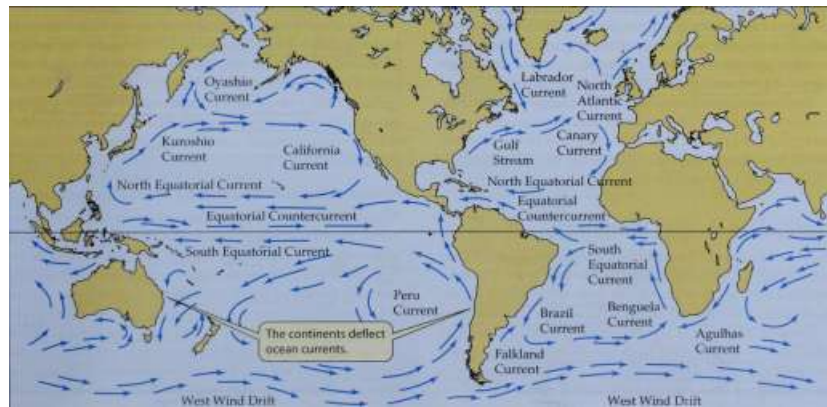 Oyashio
Current
Labrador
Current
North
Atlantic
Current
Kuroshio
Current
California
Current
Gulf
Stream
Canary
Current
North Equatorial Current
North Equatorial Current
Equatorial Countercurrent
Equatorial
Countercurrent
South Equatorial Current
South
Equatorial
Current
Peru
Current
Brazil
Current
Benguela
Current
Agulhas
Current
The continents deflect
ocean currents.
Falkland
Current
West Wind Drift
West Wind Drift